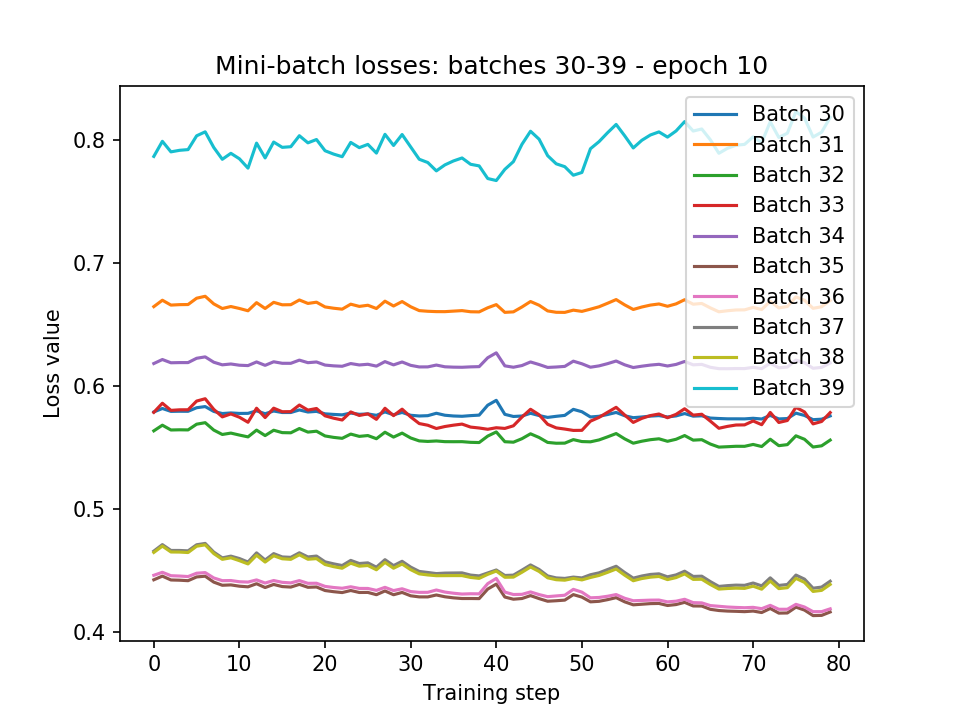 Mini-batch losses: batches 30-39 - epoch 10
0.8
0.7
0.6
0.5
0.4
Loss value
0 10 20 30 40 50 60 70 80
Training step
Batch 30
Batch 31
Batch 32
Batch 33
Batch 34
Batch 35
Batch 36
Batch 37
Batch 38
Batch 39